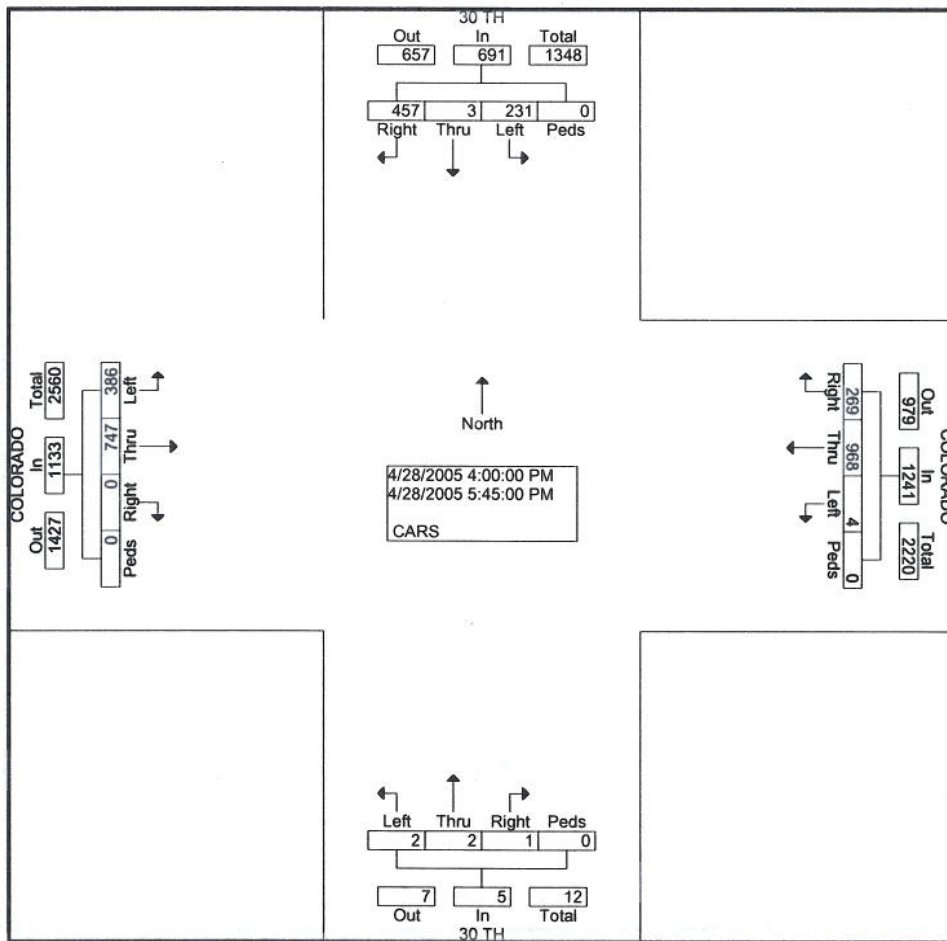 30 TH
Out In Total
657 691 1348
457 3 231 0
Right Thru Left Peds
COLORADO
Total In Out
2560 1133 1427
386 747 0 0
Left Thru Right Peds
North
4/28/2005 4:00:00 PM
4/28/2005 5:45:00 PM
CARS
Right Thru Left Peds
269 968 4 0
979 1241 2220
Out In Total
COLORADO
Left Thru Right Peds
2 2 1 0
7 5 12
Out In Total
30 TH